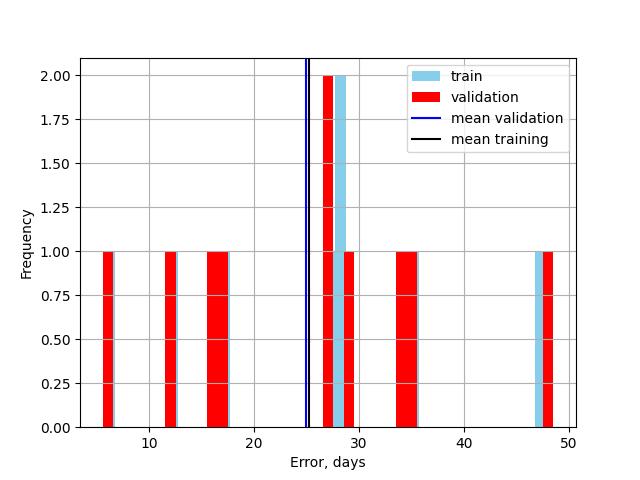 train
validation
mean validation
mean training
2.00
1.75
1.50
1.25
1.00
0.75
0.50
0.25
0.00
Frequency
10 20 30 40 50
Error, days